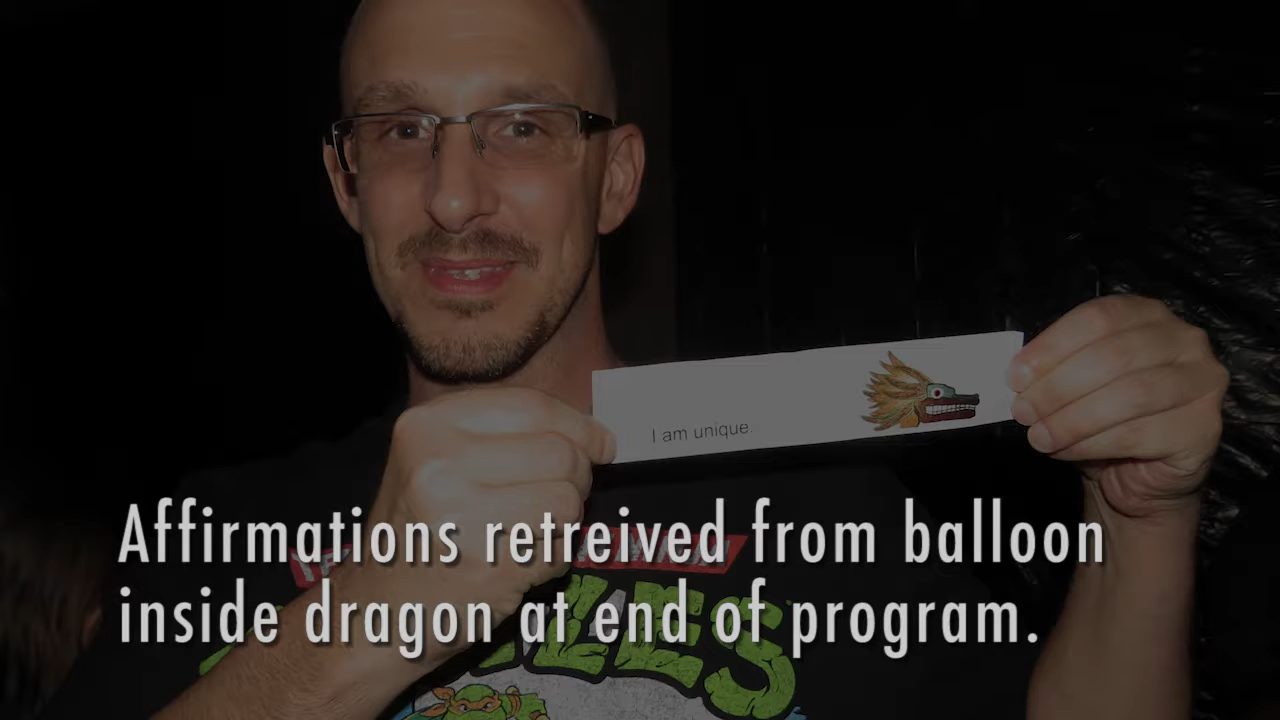 I am unique.
Affirmations retreived from balloon
inside dragon at end of program.